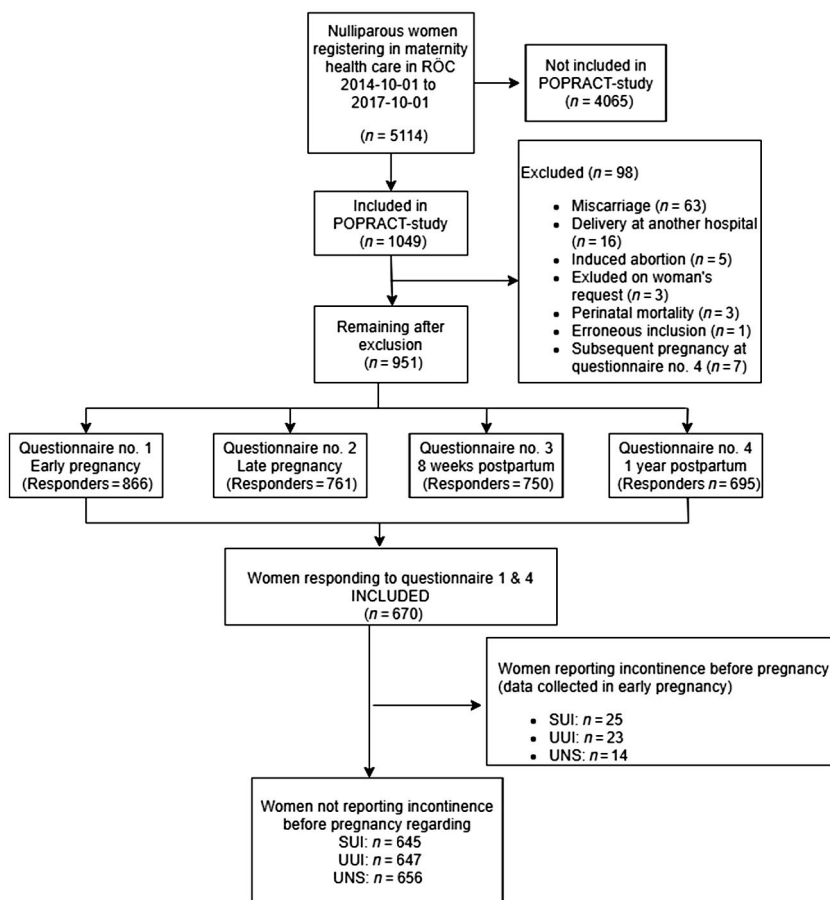 Nulliparous women
registering in maternity
health care in RÖC
2014-10-01 to
2017-10-01
(n = 5114)
Not included in
POPRACT-study
(n = 4065)
Included in
POPRACT-study
(n = 1049)
Excluded (n = 98)
• Miscarriage (n = 63)
• Delivery at another hospital
(n = 16)
• Induced abortion (n = 5)
• Exluded on woman's
request (n = 3)
• Perinatal mortality (n = 3)
• Erroneous inclusion (n = 1)
• Subsequent pregnancy at
questionnaire no. 4 (n = 7)
Remaining after
exclusion
(n = 951)
Questionnaire no. 1
Early pregnancy
(Responders = 866)
Questionnaire no. 2
Late pregnancy
(Responders = 761)
Questionnaire no. 3
8 weeks postpartum
(Responders = 750)
Questionnaire no. 4
1 year postpartum
(Responders n = 695)
Women responding to questionnaire 1 & 4
INCLUDED
(n = 670)
Women reporting incontinence before pregnancy
(data collected in early pregnancy)
• SUI: n = 25
• UUI: n = 23
• UNS: n = 14
Women not reporting incontinence
before pregnancy regarding
SUI: n = 645
UUI: n = 647
UNS: n = 656